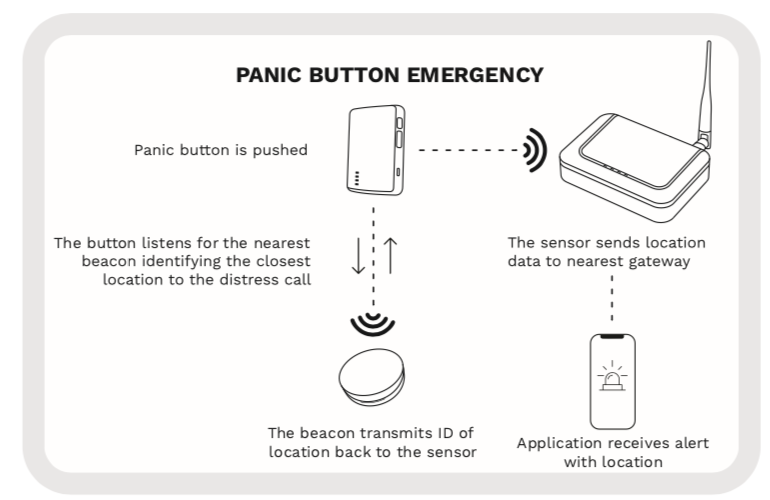 PANIC BUTTON EMERGENCY
Panic button is pushed
The button listens for the nearest
beacon identifying the closest
location to the distress call
The beacon transmits ID of
location back to the sensor
The sensor sends location
data to nearest gateway
Application receives alert
with location